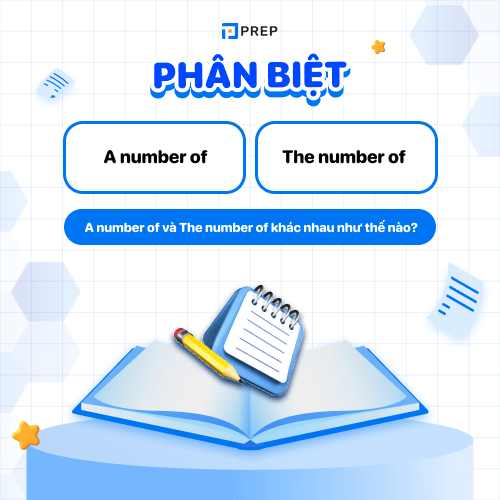 PREP
PHÂN BIỆT
A number of
The number of
A number of và The number of khác nhau như thế nào?